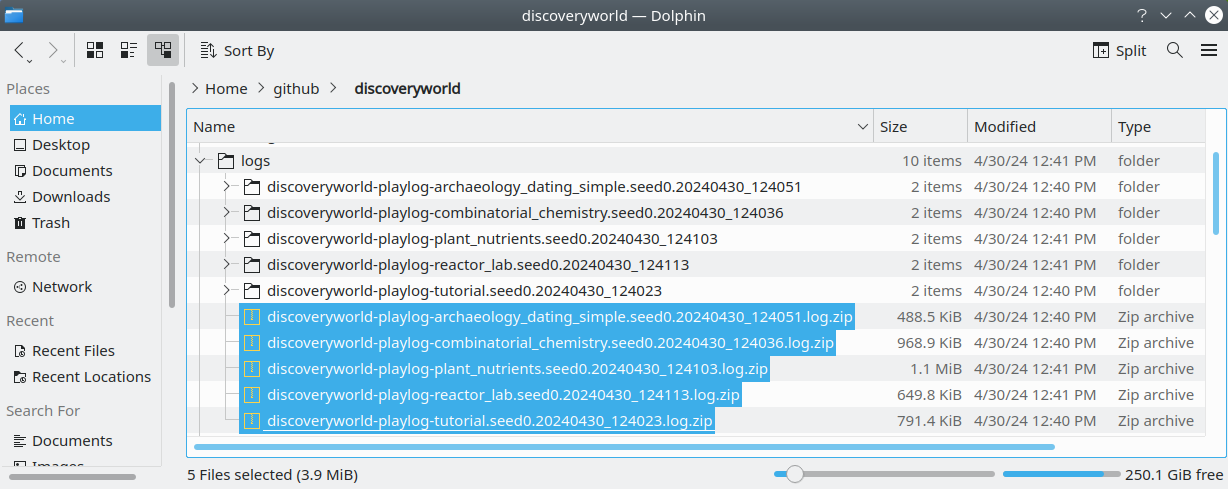 discoveryworld — Dolphin
?
Sort By
Split
Places
Home github discoveryworld
Home
Name Size Modified Type
Desktop
logs 10 items 4/30/24 12:41 PM folder
Documents
discoveryworld-playlog-archaeology_dating_simple.seed0.20240430_124051 2 items 4/30/24 12:40 PM folder
Downloads
discoveryworld-playlog-combinatorial_chemistry.seed0.20240430_124036 2 items 4/30/24 12:40 PM folder
Trash
discoveryworld-playlog-plant_nutrients.seed0.20240430_124103 2 items 4/30/24 12:41 PM folder
Remote
discoveryworld-playlog-reactor_lab.seed0.20240430_124113 2 items 4/30/24 12:41 PM folder
Network
discoveryworld-playlog-tutorial.seed0.20240430_124023 2 items 4/30/24 12:40 PM folder
Recent
discoveryworld-playlog-archaeology_dating_simple.seed0.20240430_124051.log.zip 488.5 KiB 4/30/24 12:40 PM Zip archive
Recent Files
discoveryworld-playlog-combinatorial_chemistry.seed0.20240430_124036.log.zip 968.9 KiB 4/30/24 12:40 PM Zip archive
Recent Locations
discoveryworld-playlog-plant_nutrients.seed0.20240430_124103.log.zip 1.1 MiB 4/30/24 12:41 PM Zip archive
Search For
discoveryworld-playlog-reactor_lab.seed0.20240430_124113.log.zip 649.8 KiB 4/30/24 12:41 PM Zip archive
Documents
discoveryworld-playlog-tutorial.seed0.20240430_124023.log.zip 791.4 KiB 4/30/24 12:40 PM Zip archive
Images
5 Files selected (3.9 MiB) 250.1 GiB free